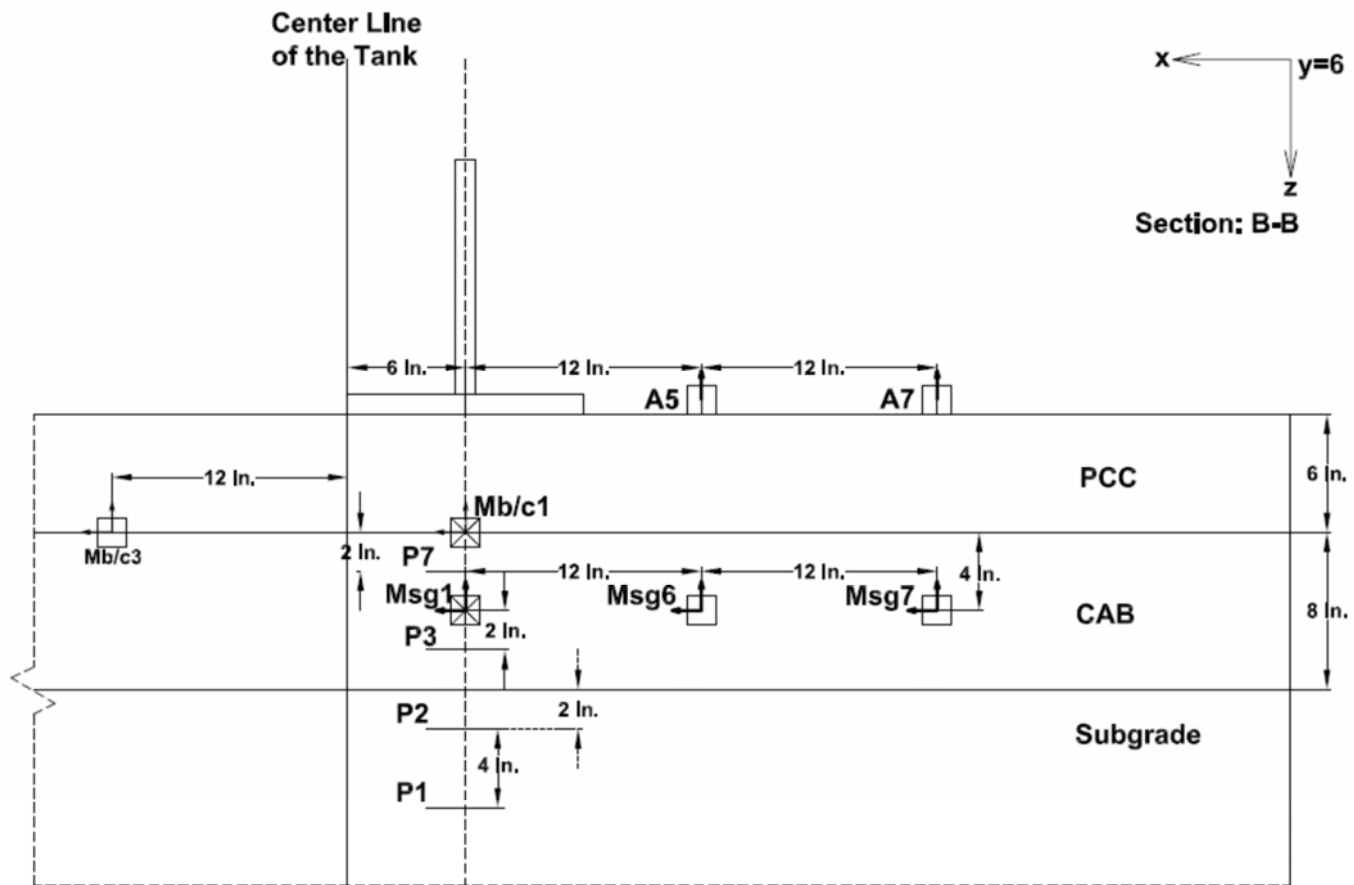 Center Line
of the Tank
x
y=6
z
Section: B-B
6 In.
12 In.
12 In.
A5
A7
12 In.
PCC
6 In.
Mb/c1
Mb/c3
2 In.
P7
12 In.
12 In.
4 In.
Msg1
Msg6
Msg7
CAB
8 In.
P3
2 In.
P2
2 In.
Subgrade
4 In.
P1